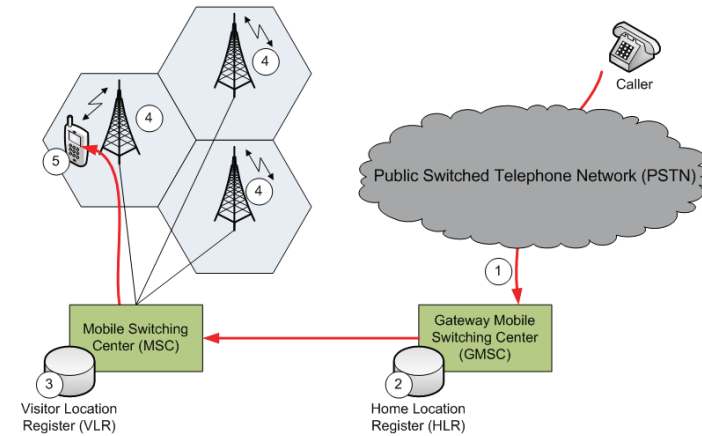 4
4
5
4
Caller
Public Switched Telephone Network (PSTN)
1
Mobile Switching
Center (MSC)
Gateway Mobile
Switching Center
(GMSC)
3
2
Visitor Location
Register (VLR)
Home Location
Register (HLR)